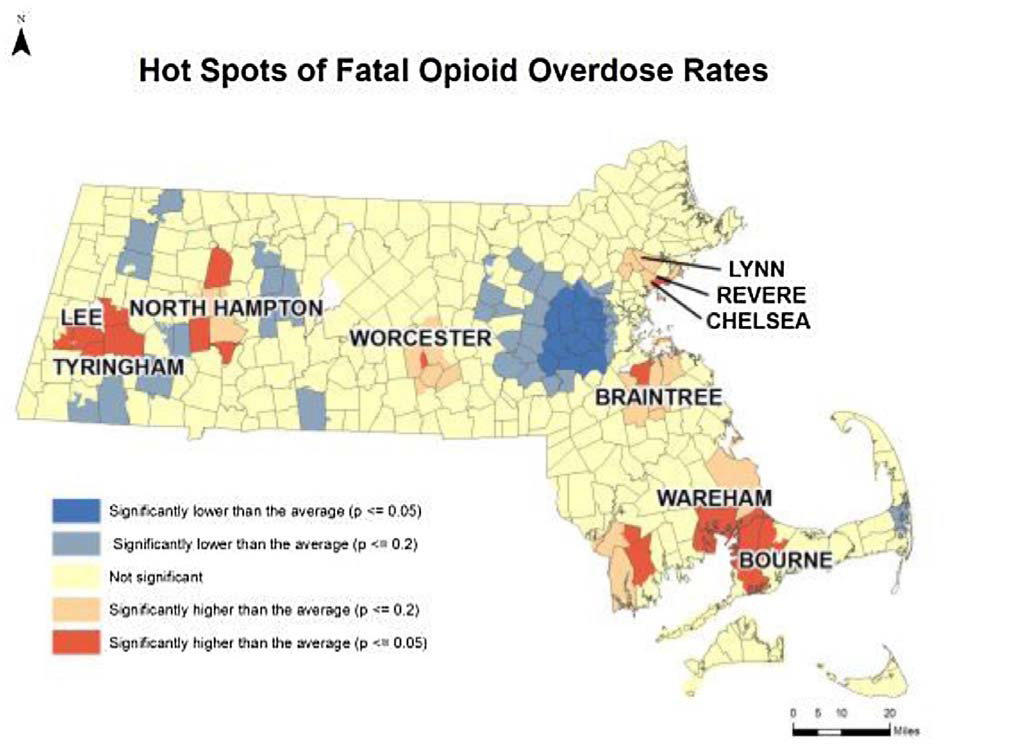 N
Hot Spots of Fatal Opioid Overdose Rates
LYNN
REVERE
CHELSEA
LEE
NORTH HAMPTON
WORCESTER
TYRINGHAM
BRAINTREE
WAREHAM
BOURNE
Significantly lower than the average (p <= 0.05)
Significantly lower than the average (p <= 0.2)
Not significant
Significantly higher than the average (p <= 0.2)
Significantly higher than the average (p <= 0.05)
0 5 10 20
Miles